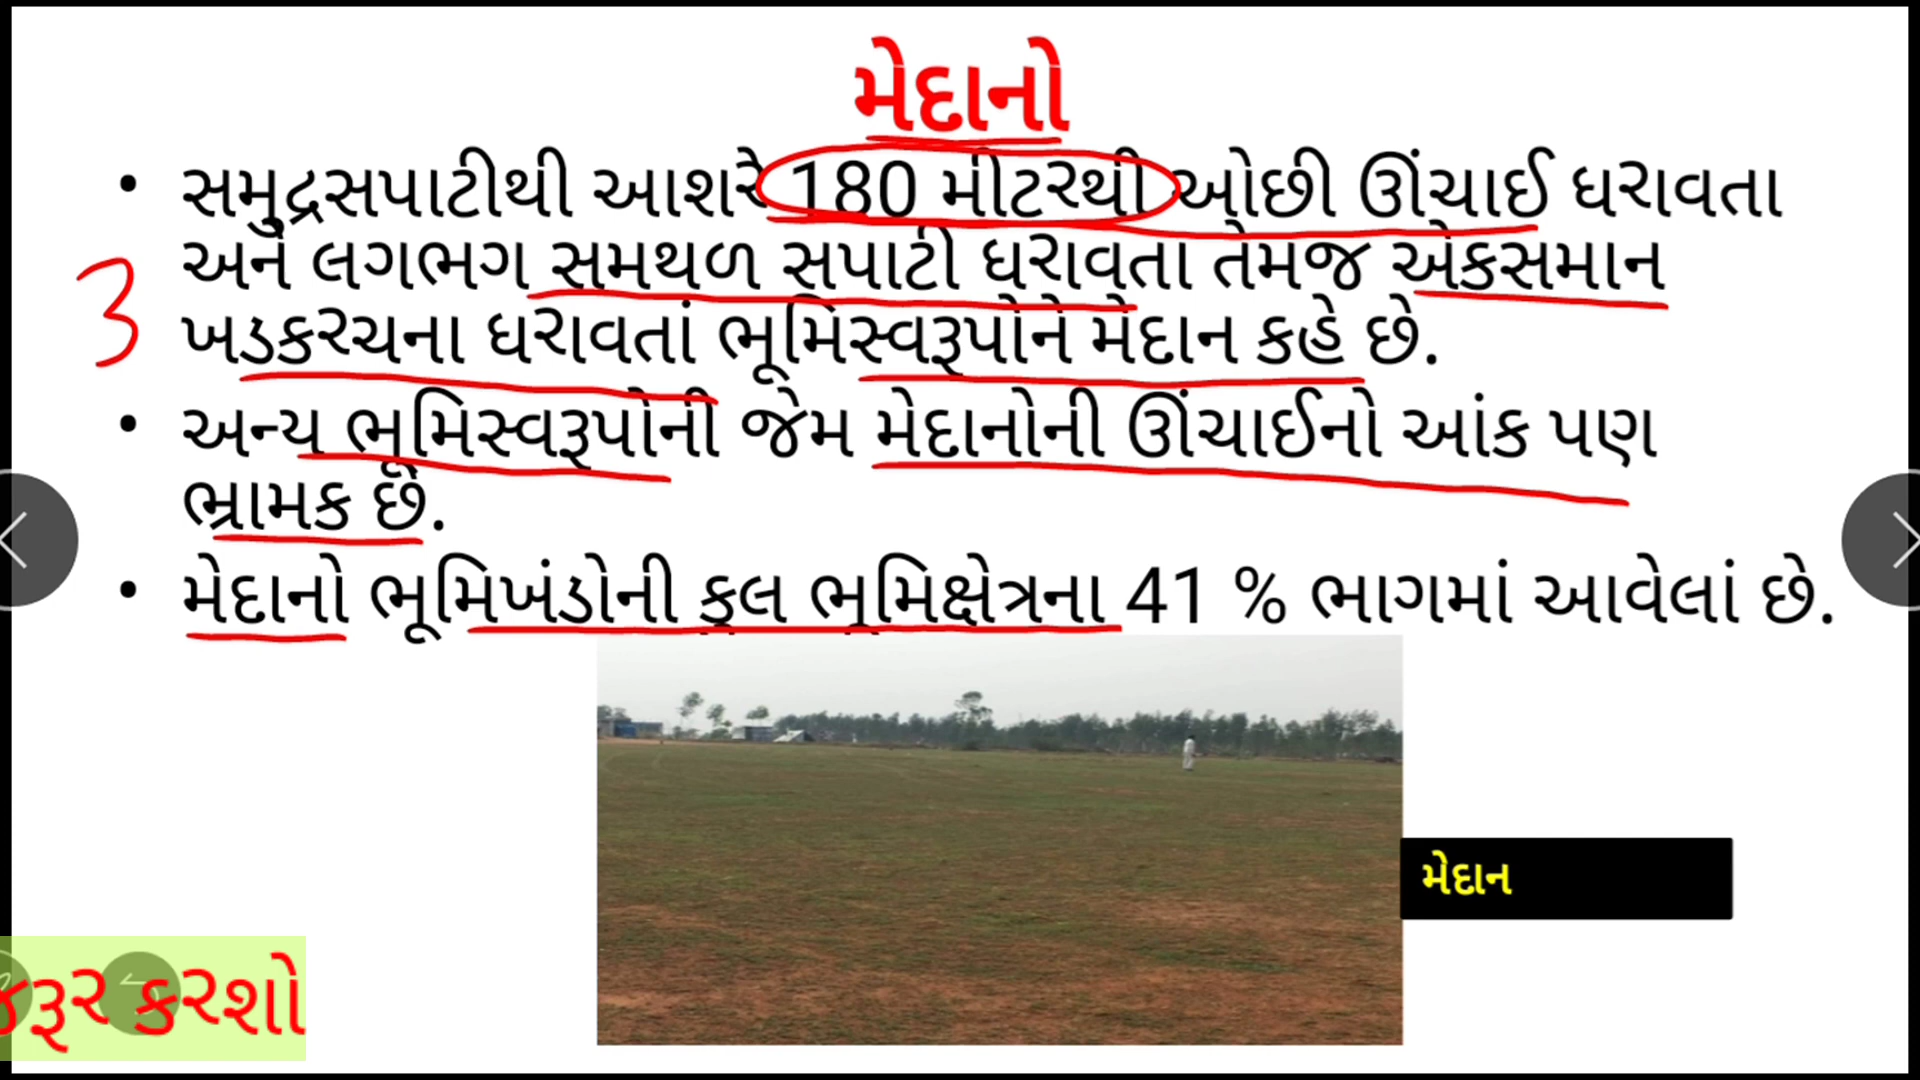 મેદાનો
• સમુદ્રસપાટીથી આશરે 180 મીટરથી ઓછી ઊંચાઈ ધરાવતા
અને લગભગ સમથળ સપાટી ધરાવતા તેમજ એકસમાન
3
ખડકરચના ધરાવતાં ભૂમિસ્વરૂપોને મેદાન કહે છે.
• અન્ય ભૂમિસ્વરૂપોની જેમ મેદાનોની ઊંચાઈનો આંક પણ
ભ્રામક છે.
• મેદાનો ભૂમિખંડોની કુલ ભૂમિક્ષેત્રના 41 % ભાગમાં આવેલાં છે.
મેદાન
જરૂર કરશો